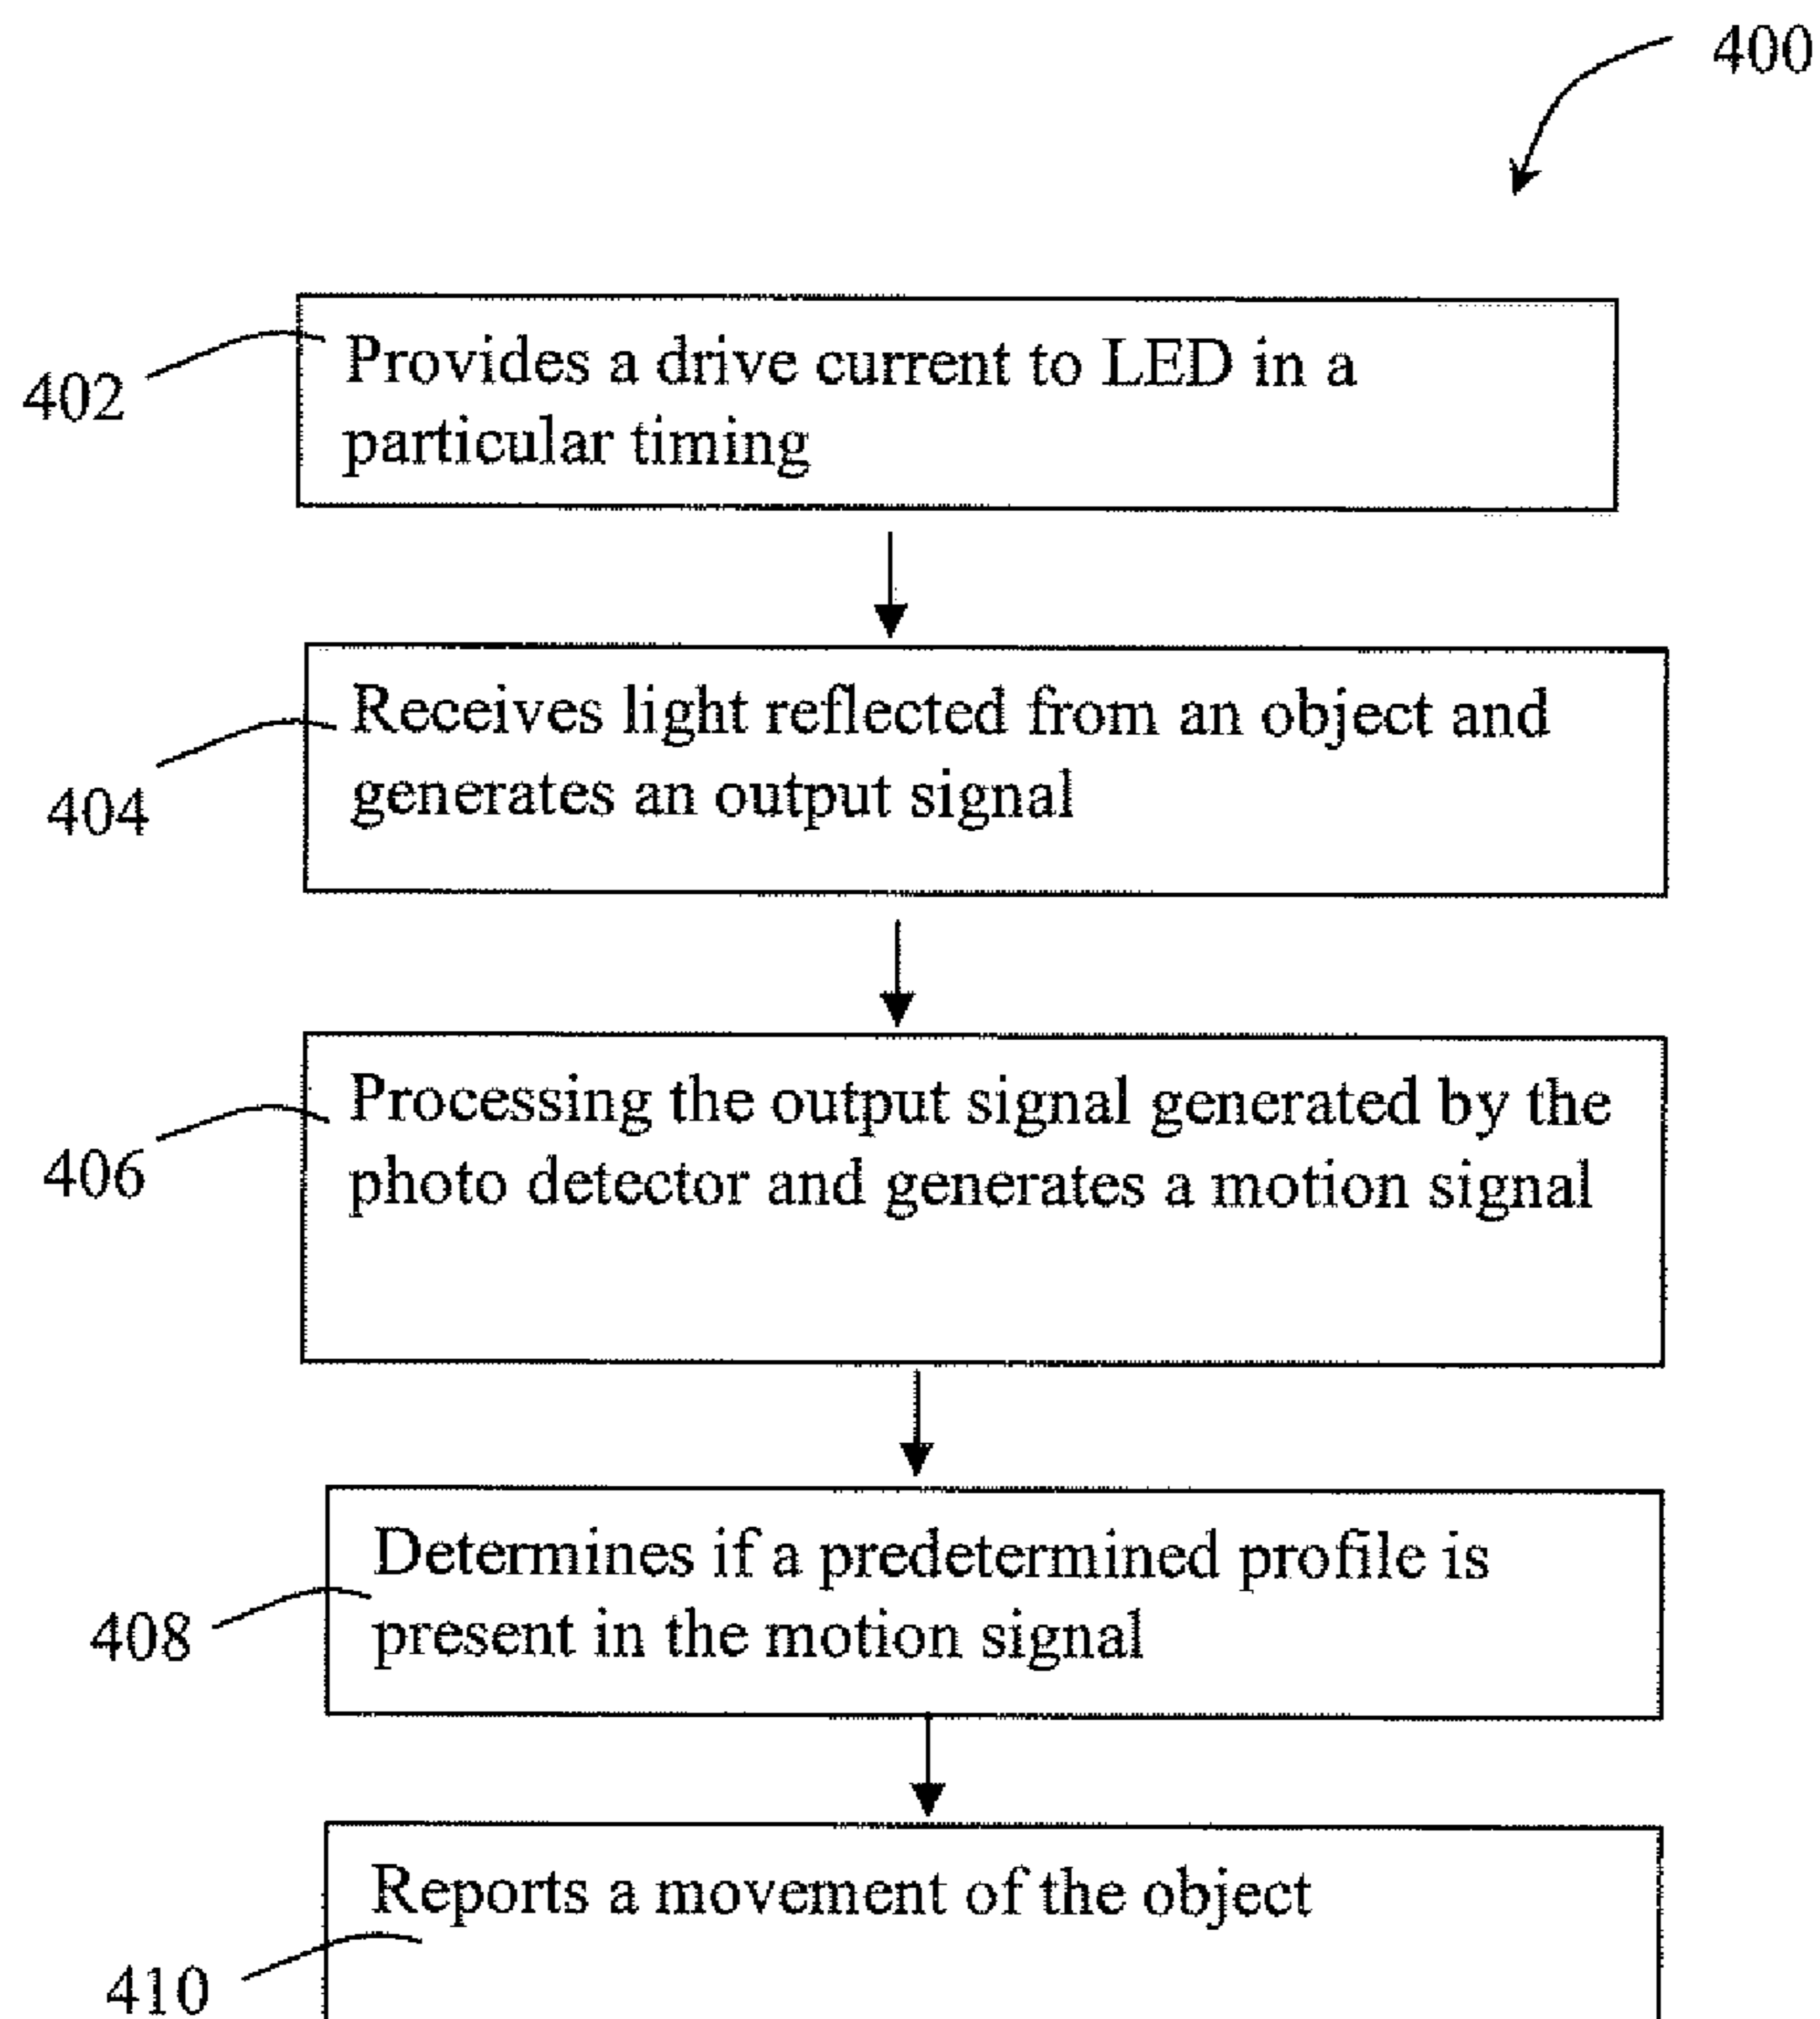 400
402
Provides a drive current to LED in a
particular timing
404
Receives light reflected from an object and
generates an output signal
406
Processing the output signal generated by the
photo detector and generates a motion signal
408
Determines if a predetermined profile is
present in the motion signal
410
Reports a movement of the object